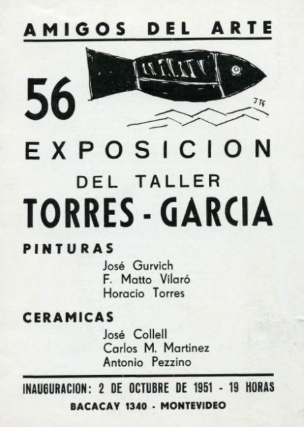 AMIGOS DEL ARTE
56
JTG
EXPOSICION
DEL TALLER
TORRES - GARCIA
PINTURAS
José Gurvich
F. Matto Vilaró
Horacio Torres
CERAMICAS
José Collell
Carlos M. Martinez
Antonio Pezzino
INAUGURACION: 2 DE OCTUBRE DE 1951 - 19 HORAS
BACACAY 1340 - MONTEVIDEO